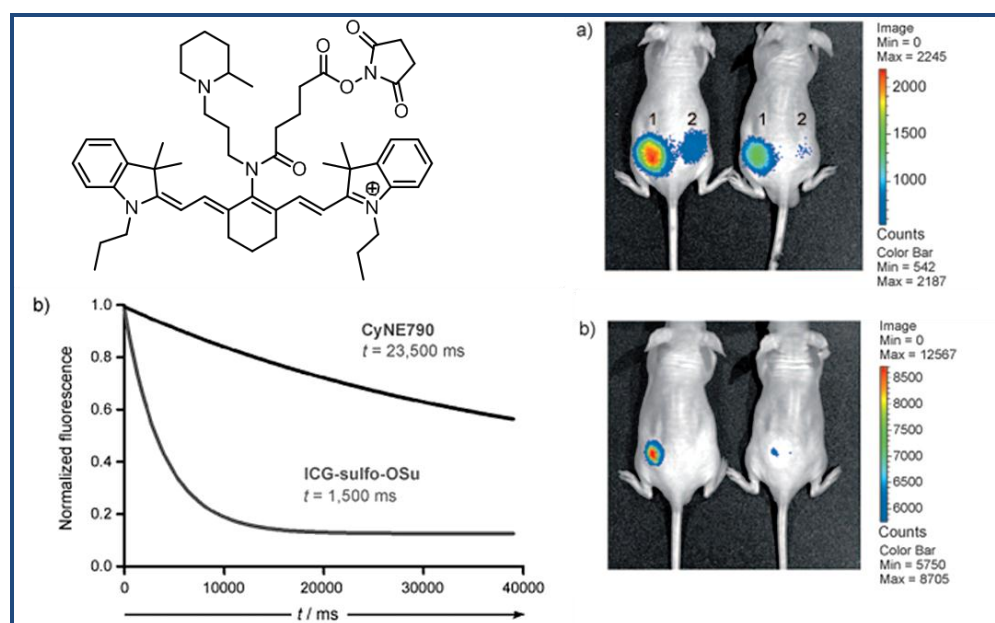 N
O
O
N
O
O
N
O
N
⊕
N
a)
1
2
1
2
Image
Min = 0
Max = 2245
2000
1500
1000
Counts
Color Bar
Min = 542
Max = 2187
b)
1.0
0.8
0.6
0.4
0.2
0.0
Normalized fluorescence
CyNE790
t = 23,500 ms
ICG-sulfo-OSu
t = 1,500 ms
0
10000
20000
30000
40000
t / ms
b)
Image
Min = 0
Max = 12567
8500
8000
7500
7000
6500
6000
Counts
Color Bar
Min = 5750
Max = 8705